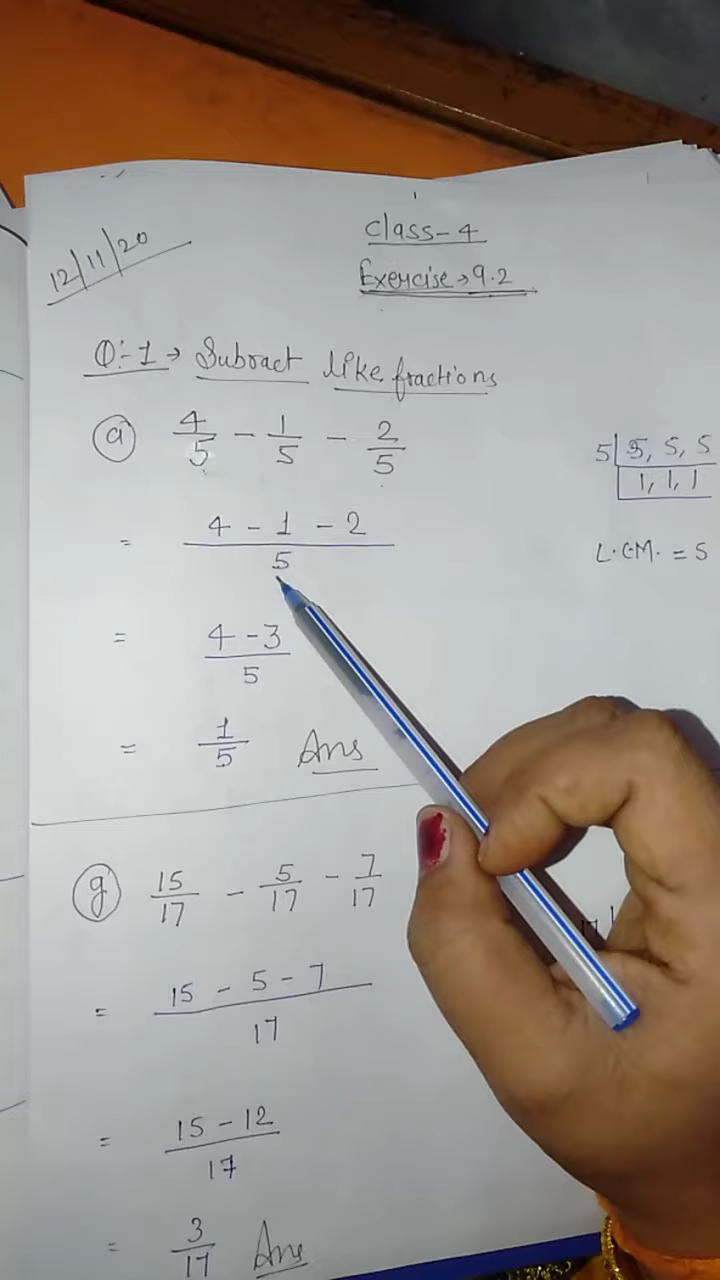 12/11/20
Class-4
Exercise → 9.2
Q:-1 → Subract like fractions
(a) 4/5 - 1/5 - 2/5
= (4 - 1 - 2)/5
= (4 - 3)/5
= 1/5 Ans
5 | 5, 5, 5
1, 1, 1
L.C.M. = 5
(g) 15/17 - 5/17 - 7/17
= (15 - 5 - 7)/17
= (15 - 12)/17
= 3/17 Ans